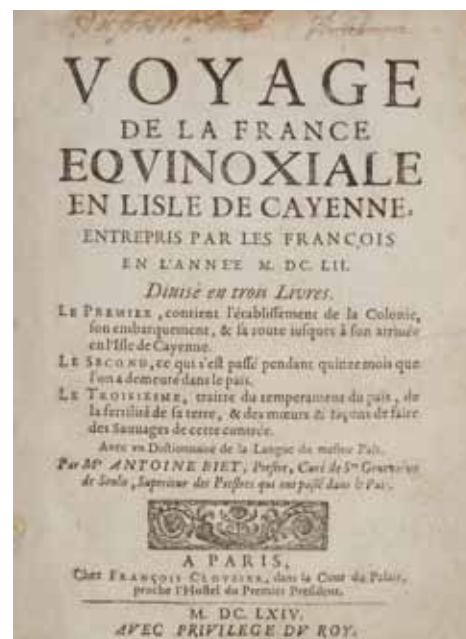 VOYAGE
DE LA FRANCE
EQVINOXIALE
EN LISLE DE CAYENNE,
ENTREPRIS PAR LES FRANÇOIS
EN L'ANNEE M. DC. LII.
Diuisé en trois Liures.
LE PREMIER, contient l'établissement de la Colonie,
son embarquement, & sa route iusques à son arriuée
en l'Isle de Cayenne.
LE SECOND, ce qui s'est passé pendant quinze mois que
l'on a demeuré dans le païs.
LE TROISIESME, traitte du temperament du païs, de
la fertilité de sa terre, & des mœurs & façons de faire
des Sauuages de cette contrée.
Auec vn Dictionnaire de la Langue du mesme Païs.
Par Mre ANTOINE BIET, Prestre, Curé de Ste Geneviéve
de Senlis, Superieur des Prestres qui ont passé dans le Païs.
A PARIS,
Chez FRANÇOIS CLOVZIER, dans la Cour du Palais,
proche l'Hostel du Premier President.
M. DC. LXIV.
AVEC PRIVILEGE DV ROY.